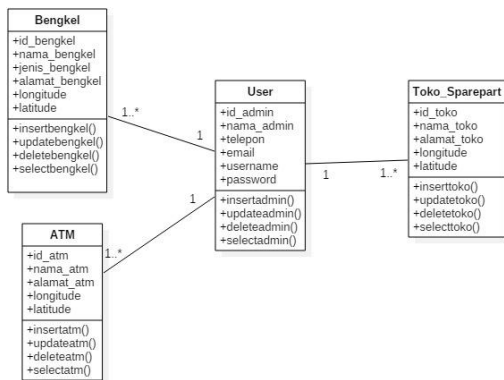 Bengkel
+id_bengkel
+nama_bengkel
+jenis_bengkel
+alamat_bengkel
+longitude
+latitude
+insertbengkel()
+updatebengkel()
+deletebengkel()
+selectbengkel()
1..*
1
User
+id_admin
+nama_admin
+telepon
+email
+username
+password
+insertadmin()
+updateadmin()
+deleteadmin()
+selectadmin()
1
1..*
Toko_Sparepart
+id_toko
+nama_toko
+alamat_toko
+longitude
+latitude
+inserttoko()
+updatetoko()
+deletetoko()
+selecttoko()
1
1..*
ATM
+id_atm
+nama_atm
+alamat_atm
+longitude
+latitude
+insertatm()
+updateatm()
+deleteatm()
+selectatm()